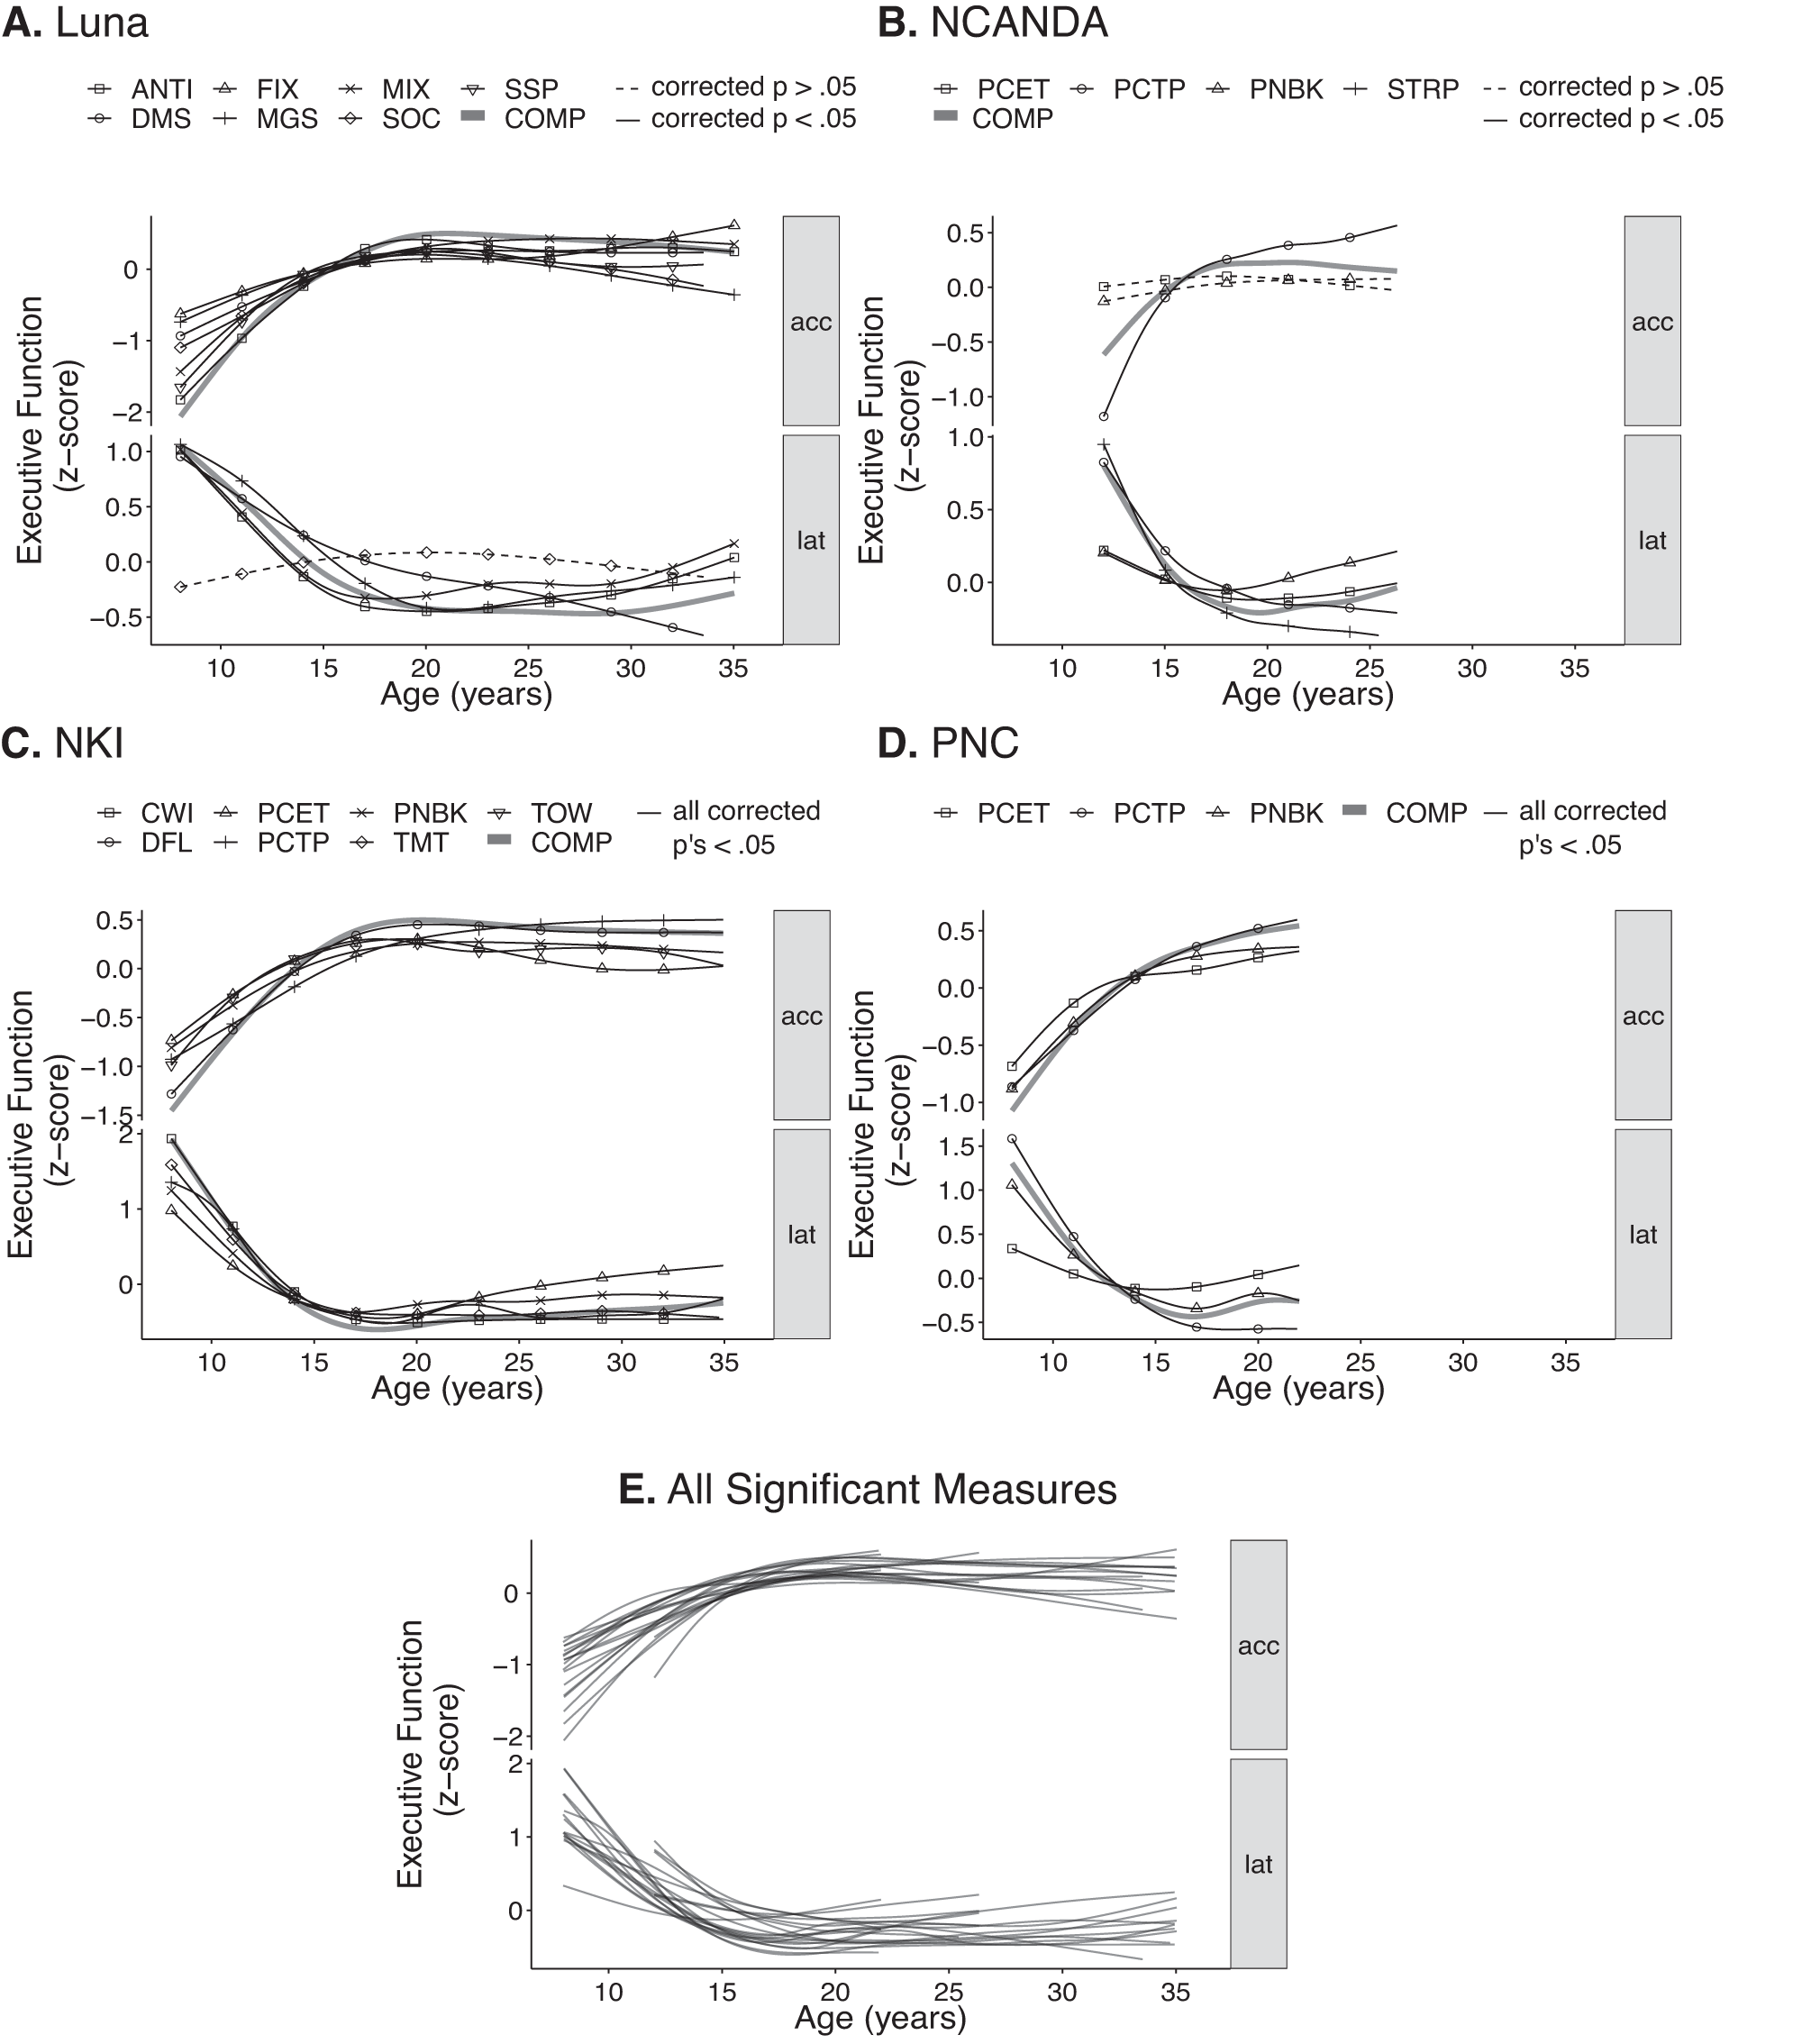 A. Luna
ANTI FIX MIX SSP corrected p > .05
DMS MGS SOC COMP corrected p < .05
0
−1
−2
acc
1.0
0.5
0.0
−0.5
lat
Executive Function
(z−score)
Executive Function
(z−score)
10 15 20 25 30 35
Age (years)
B. NCANDA
PCET PCTP PNBK STRP corrected p > .05
COMP corrected p < .05
0.5
0.0
−0.5
−1.0
acc
1.0
0.5
0.0
lat
Executive Function
(z−score)
10 15 20 25 30 35
Age (years)
C. NKI
CWI PCET PNBK TOW all corrected
DFL PCTP TMT COMP p's < .05
0.5
0.0
−0.5
−1.0
−1.5
acc
2
1
0
lat
Executive Function
(z−score)
10 15 20 25 30 35
Age (years)
D. PNC
PCET PCTP PNBK COMP all corrected
p's < .05
0.5
0.0
−0.5
−1.0
acc
1.5
1.0
0.5
0.0
−0.5
lat
Executive Function
(z−score)
10 15 20 25 30 35
Age (years)
E. All Significant Measures
0
−1
−2
acc
2
1
0
lat
Executive Function
(z−score)
10 15 20 25 30 35
Age (years)